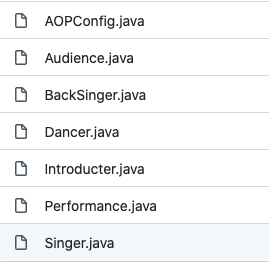 AOPConfig.java
Audience.java
BackSinger.java
Dancer.java
Introducter.java
Performance.java
Singer.java